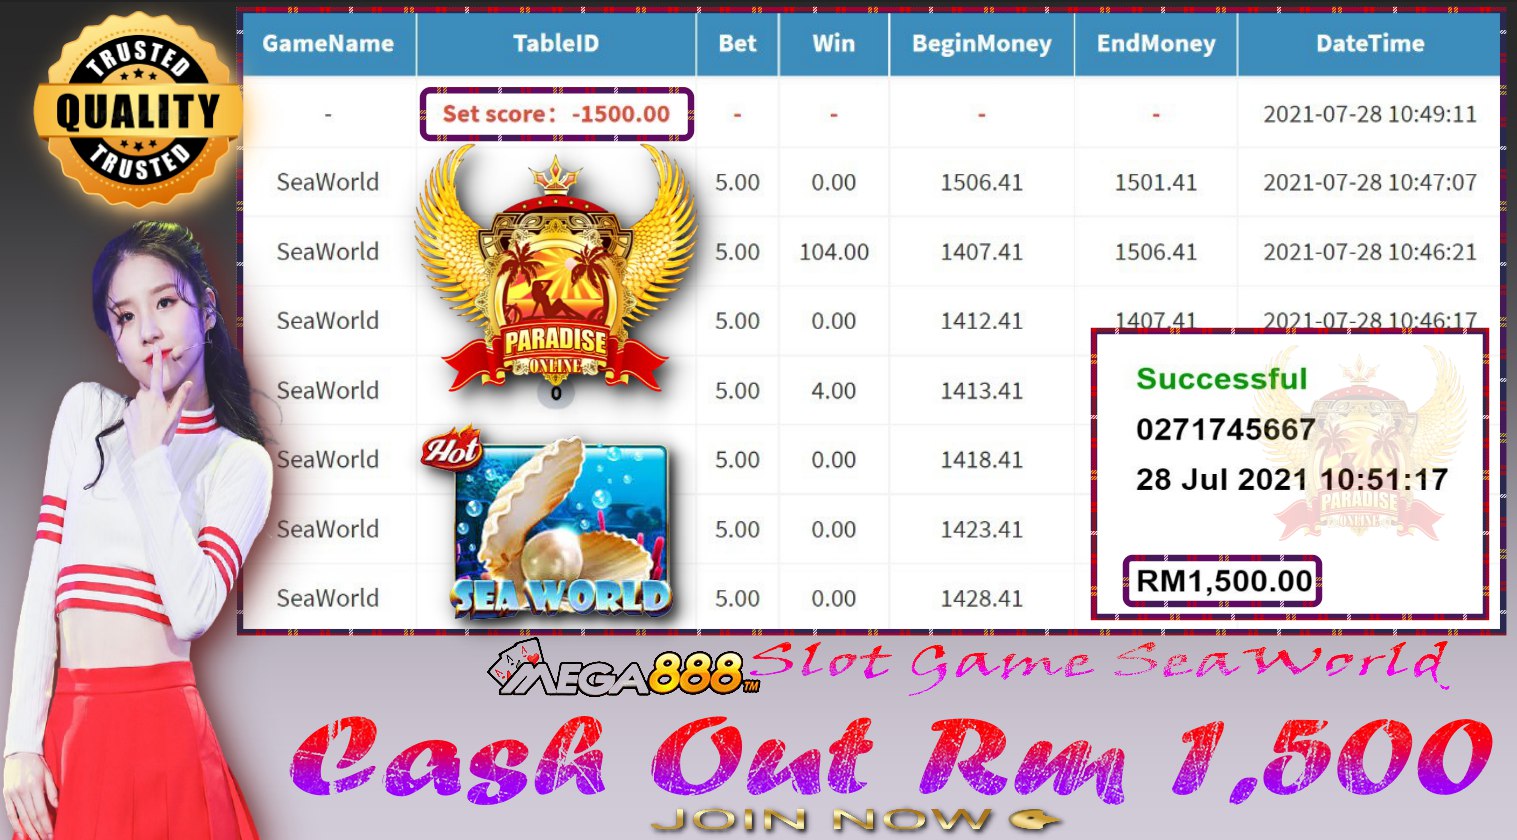 TRUSTED
QUALITY
TRUSTED
GameName TableID Bet Win BeginMoney EndMoney DateTime
- Set score: -1500.00 - - - - 2021-07-28 10:49:11
SeaWorld 5.00 0.00 1506.41 1501.41 2021-07-28 10:47:07
SeaWorld 5.00 104.00 1407.41 1506.41 2021-07-28 10:46:21
SeaWorld 5.00 0.00 1412.41 1407.41 2021-07-28 10:46:17
SeaWorld 0 5.00 4.00 1413.41
SeaWorld 5.00 0.00 1418.41
SeaWorld 5.00 0.00 1423.41
SeaWorld 5.00 0.00 1428.41
PARADISE
ONLINE
Hot
SEA WORLD
Successful
0271745667
28 Jul 2021 10:51:17
PARADISE
ONLINE
RM1,500.00
MEGA888 TM Slot Game SeaWorld
Cash Out Rm 1,500
JOIN NOW